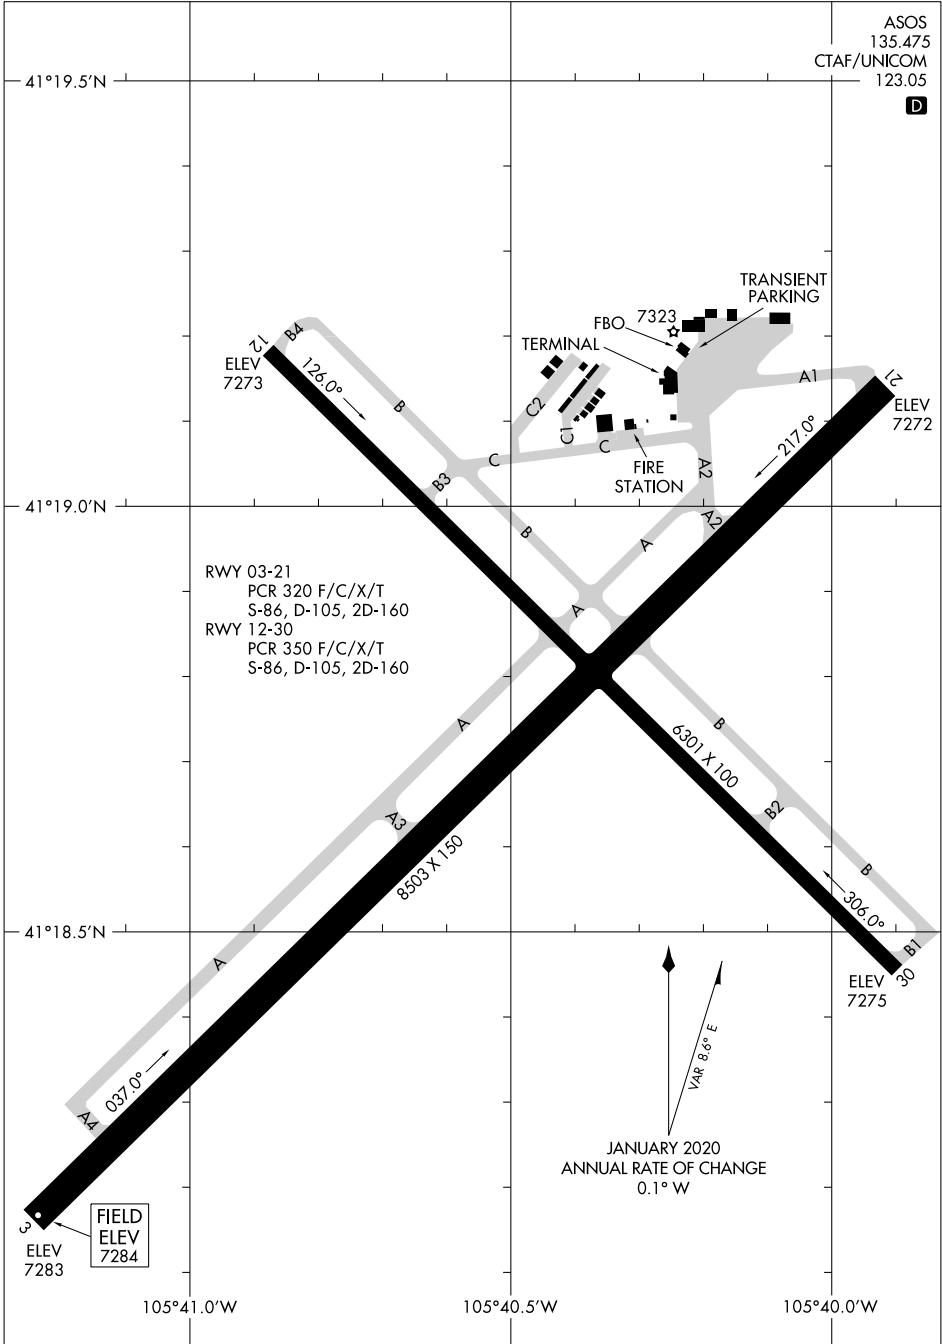 ASOS
135.475
CTAF/UNICOM
123.05
D
41°19.5'N
TRANSIENT
PARKING
7323
FBO
TERMINAL
12
B4
ELEV
7273
126.0°
B
A1
21
ELEV
7272
C2
C1
217.0°
C
C
FIRE
STATION
A2
B3
41°19.0'N
A2
B
A
RWY 03-21
PCR 320 F/C/X/T
S-86, D-105, 2D-160
RWY 12-30
PCR 350 F/C/X/T
S-86, D-105, 2D-160
A
A
B
6301 X 100
B2
A3
8503 X 150
B
306.0°
41°18.5'N
B1
30
A
ELEV
7275
VAR 8.6° E
037.0°
A4
JANUARY 2020
ANNUAL RATE OF CHANGE
0.1° W
3
FIELD
ELEV
7284
ELEV
7283
105°41.0'W
105°40.5'W
105°40.0'W